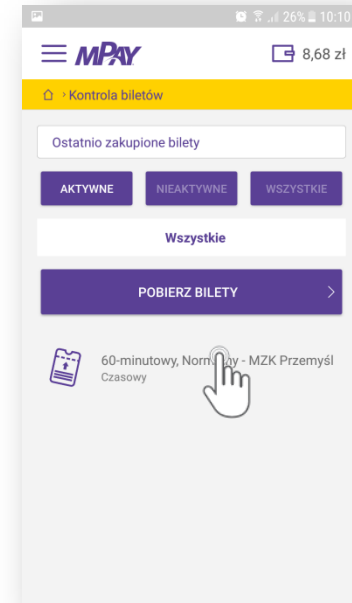 26% 10:10
mPAY 8,68 zł
Kontrola biletów
Ostatnio zakupione bilety
AKTYWNE NIEAKTYWNE WSZYSTKIE
Wszystkie
POBIERZ BILETY
60-minutowy, Normalny - MZK Przemyśl
Czasowy